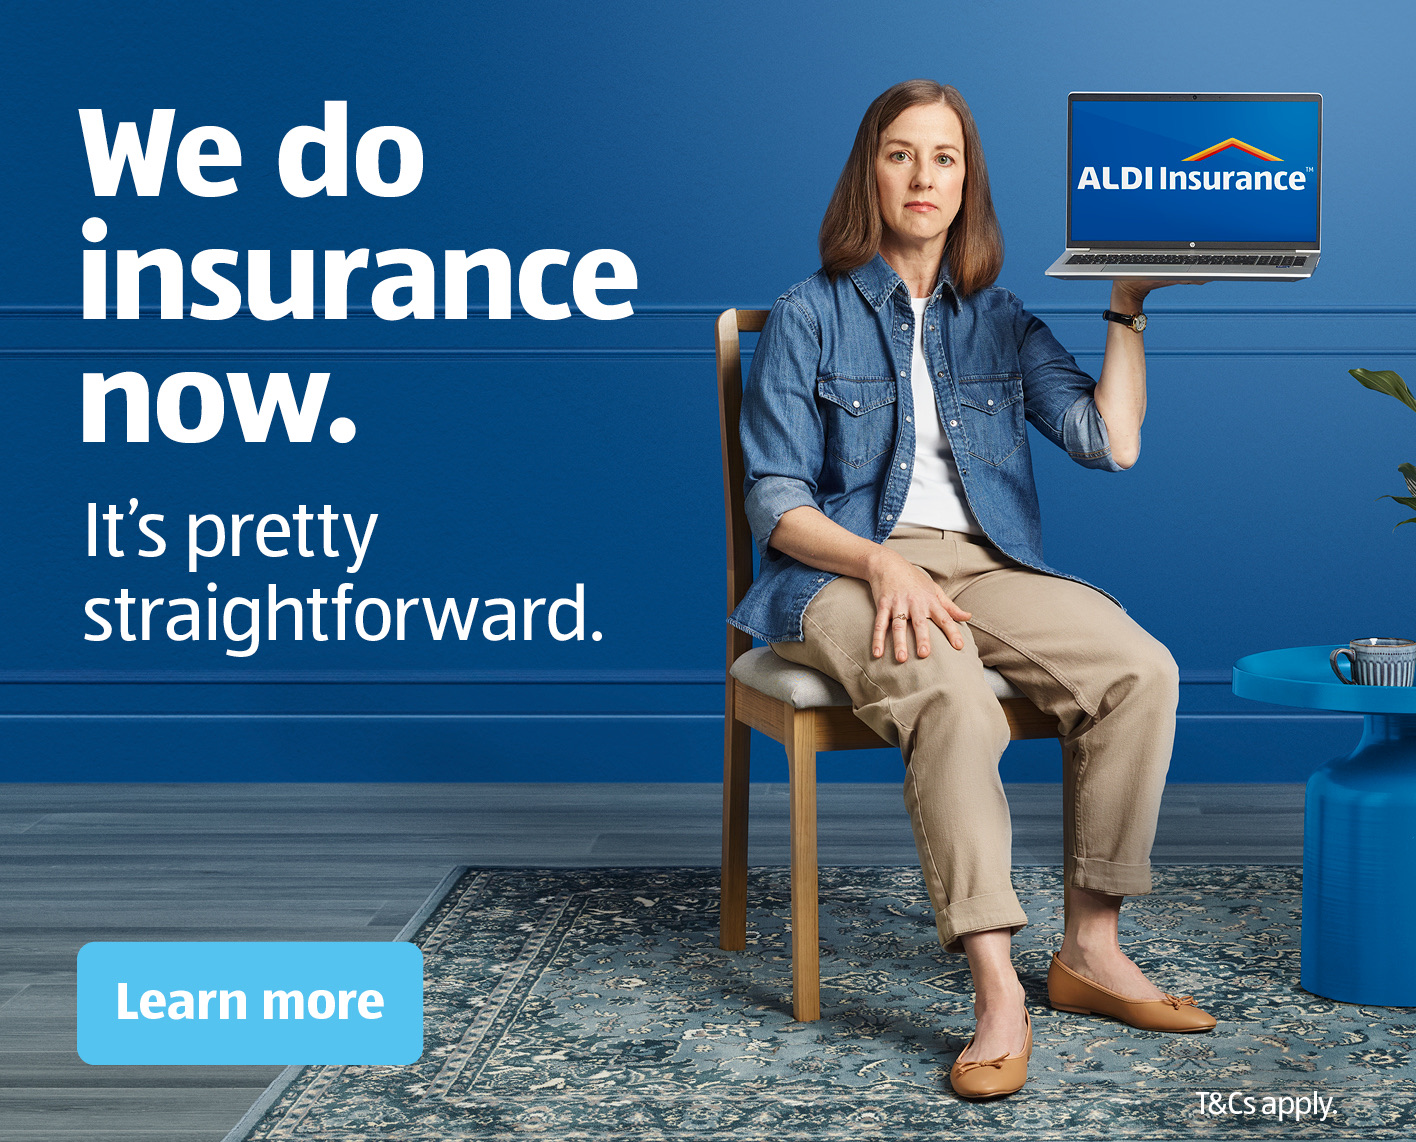 We do
insurance
now.
It's pretty
straightforward.
ALDI Insurance™
Learn more
T&Cs apply.